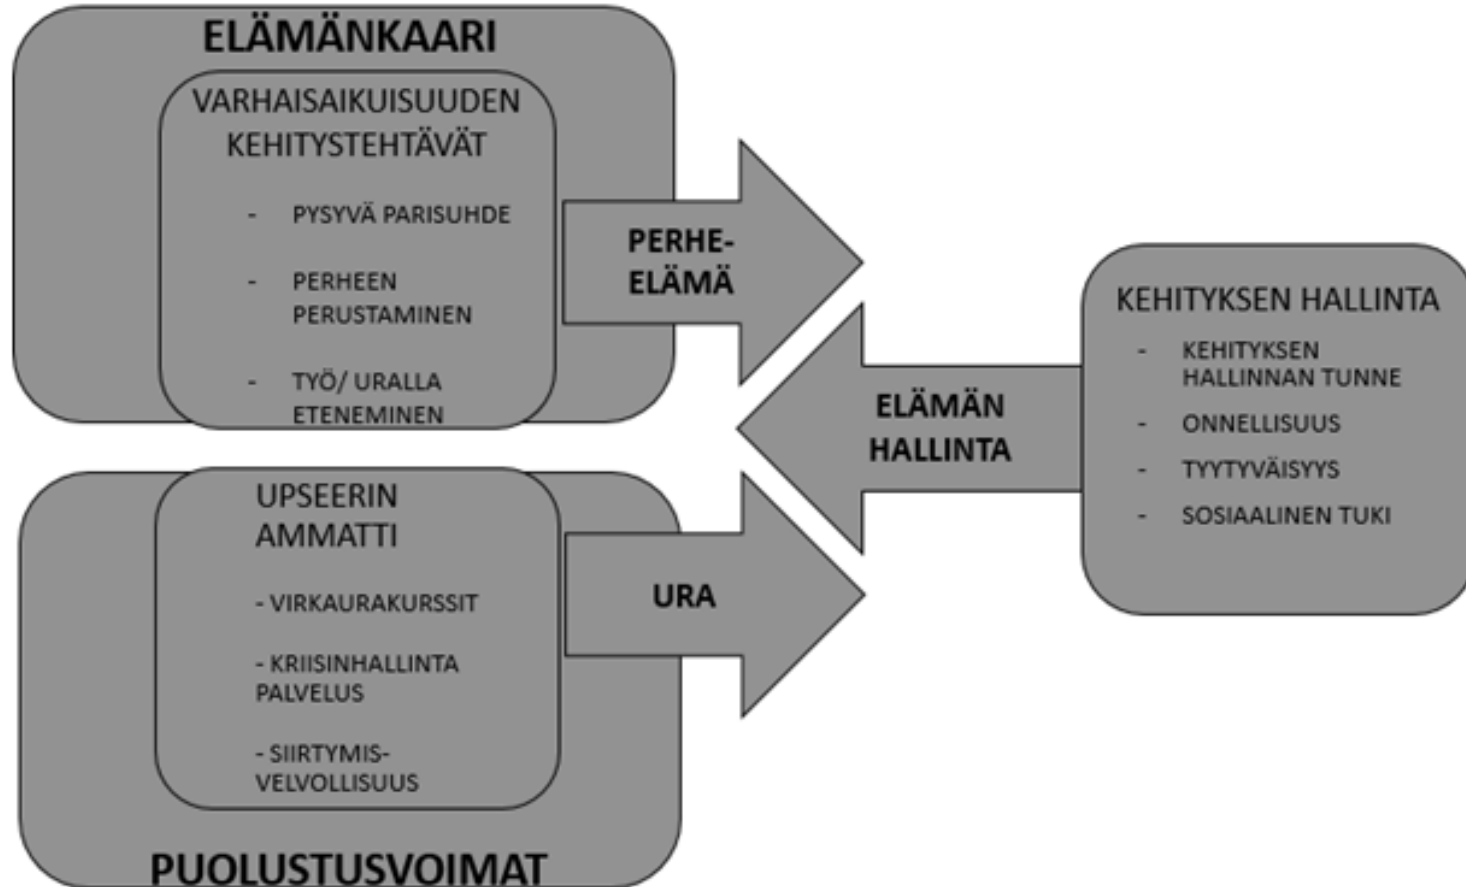 ELÄMÄNKAARI
VARHAISAIKUISUUDEN
KEHITYSTEHTÄVÄT
- PYSYVÄ PARISUHDE
- PERHEEN
PERUSTAMINEN
- TYÖ/ URALLA
ETENEMINEN
PERHE-
ELÄMÄ
UPSEERIN
AMMATTI
- VIRKAURAKURSSIT
- KRIISINHALLINTA
PALVELUS
- SIIRTYMIS-
VELVOLLISUUS
PUOLUSTUSVOIMAT
URA
ELÄMÄN
HALLINTA
KEHITYKSEN HALLINTA
- KEHITYKSEN
HALLINNAN TUNNE
- ONNELLISUUS
- TYYTYVÄISYYS
- SOSIAALINEN TUKI